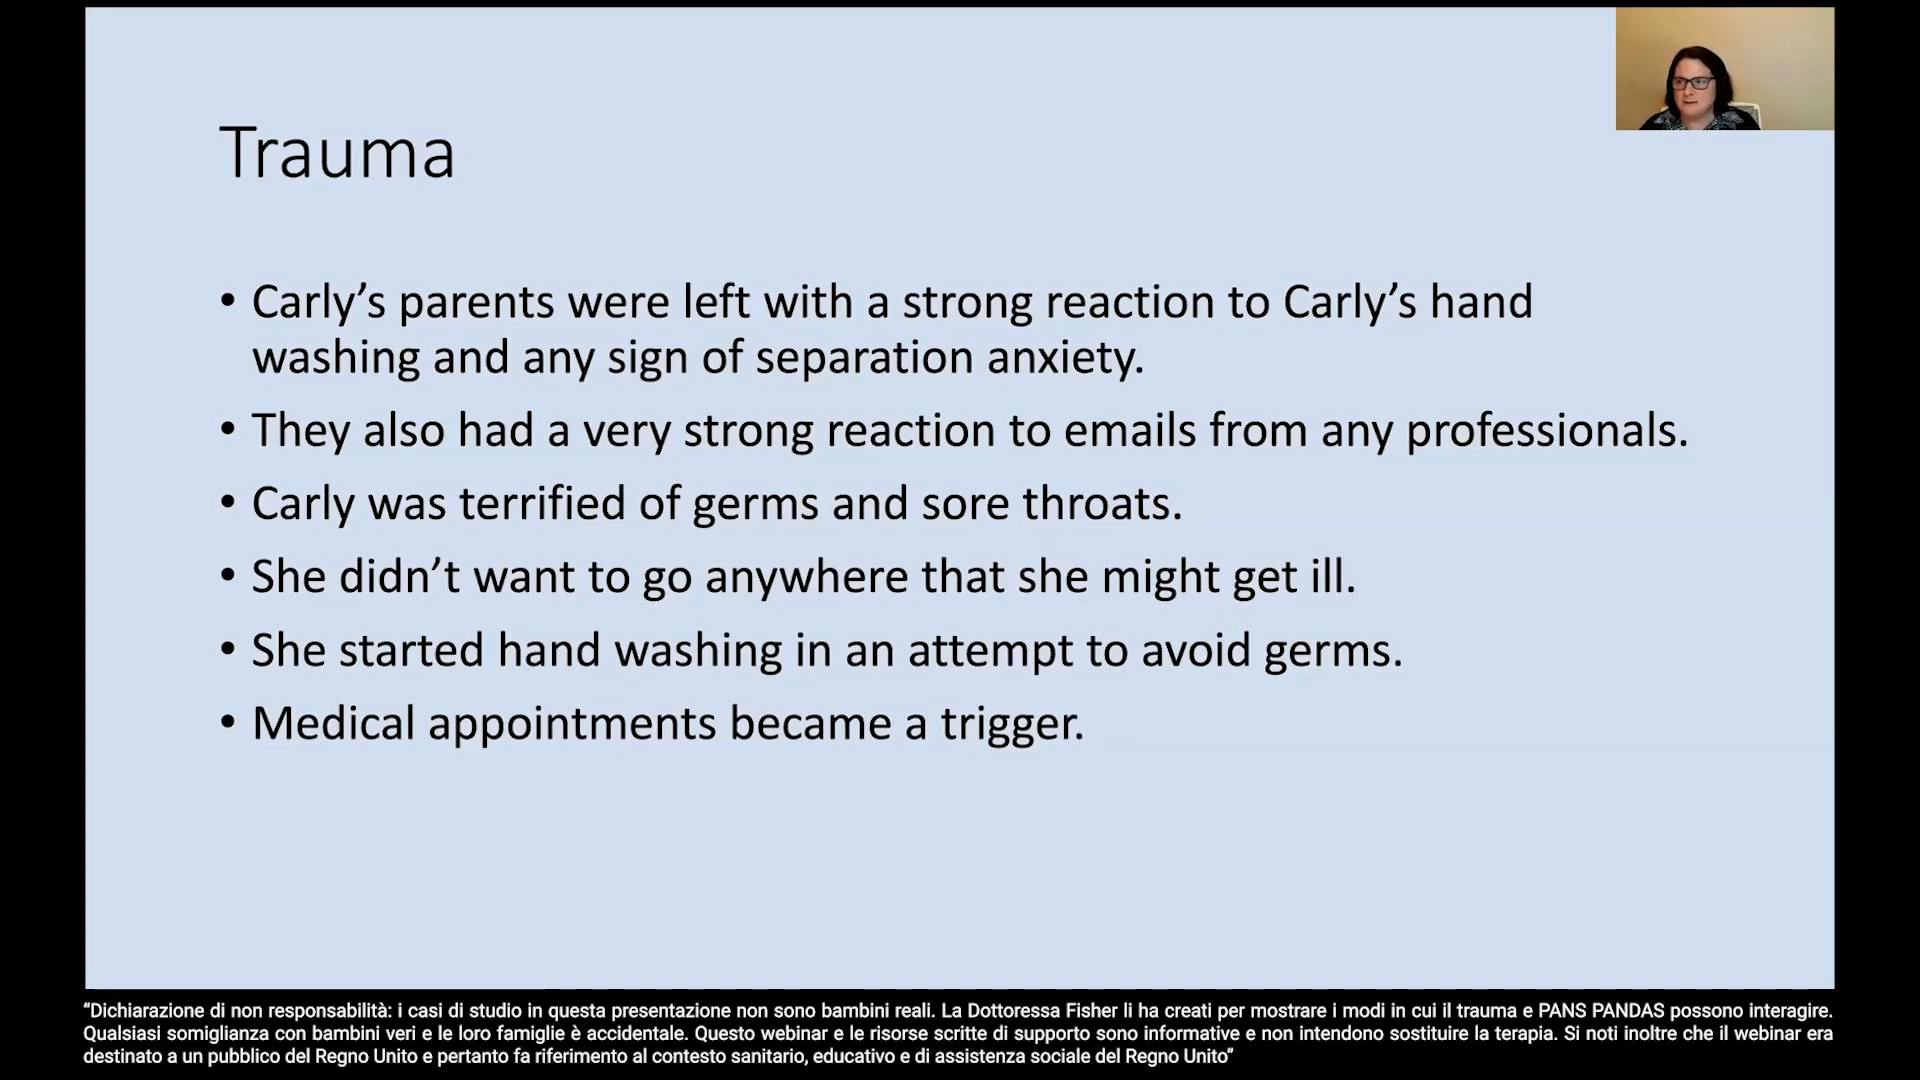 Trauma
• Carly’s parents were left with a strong reaction to Carly’s hand
washing and any sign of separation anxiety.
• They also had a very strong reaction to emails from any professionals.
• Carly was terrified of germs and sore throats.
• She didn’t want to go anywhere that she might get ill.
• She started hand washing in an attempt to avoid germs.
• Medical appointments became a trigger.
“Dichiarazione di non responsabilità: i casi di studio in questa presentazione non sono bambini reali. La Dottoressa Fisher li ha creati per mostrare i modi in cui il trauma e PANS PANDAS possono interagire.
Qualsiasi somiglianza con bambini veri e le loro famiglie è accidentale. Questo webinar e le risorse scritte di supporto sono informative e non intendono sostituire la terapia. Si noti inoltre che il webinar era
destinato a un pubblico del Regno Unito e pertanto fa riferimento al contesto sanitario, educativo e di assistenza sociale del Regno Unito”